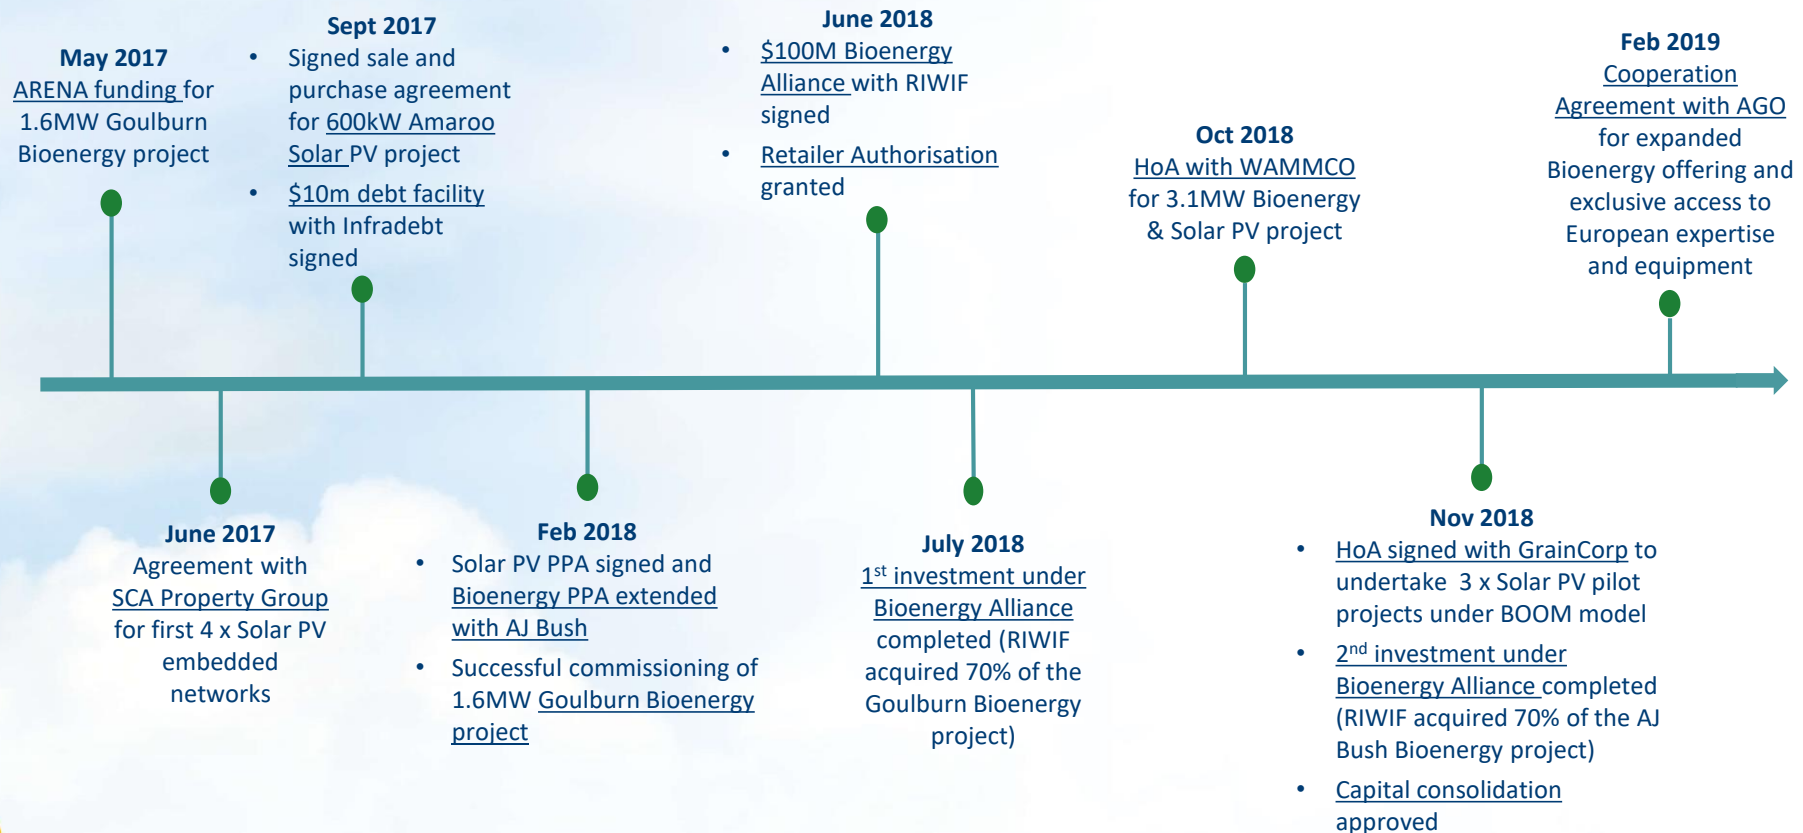 May 2017
ARENA funding for
1.6MW Goulburn
Bioenergy project
Sept 2017
• Signed sale and
purchase agreement
for 600kW Amaroo
Solar PV project
• $10m debt facility
with Infradebt
signed
June 2018
• $100M Bioenergy
Alliance with RIWIF
signed
• Retailer Authorisation
granted
Oct 2018
HoA with WAMMCO
for 3.1MW Bioenergy
& Solar PV project
Feb 2019
Cooperation
Agreement with AGO
for expanded
Bioenergy offering and
exclusive access to
European expertise
and equipment
June 2017
Agreement with
SCA Property Group
for first 4 x Solar PV
embedded
networks
Feb 2018
• Solar PV PPA signed and
Bioenergy PPA extended
with AJ Bush
• Successful commissioning of
1.6MW Goulburn Bioenergy
project
July 2018
1st investment under
Bioenergy Alliance
completed (RIWIF
acquired 70% of the
Goulburn Bioenergy
project)
Nov 2018
• HoA signed with GrainCorp to
undertake 3 x Solar PV pilot
projects under BOOM model
• 2nd investment under
Bioenergy Alliance completed
(RIWIF acquired 70% of the AJ
Bush Bioenergy project)
• Capital consolidation
approved